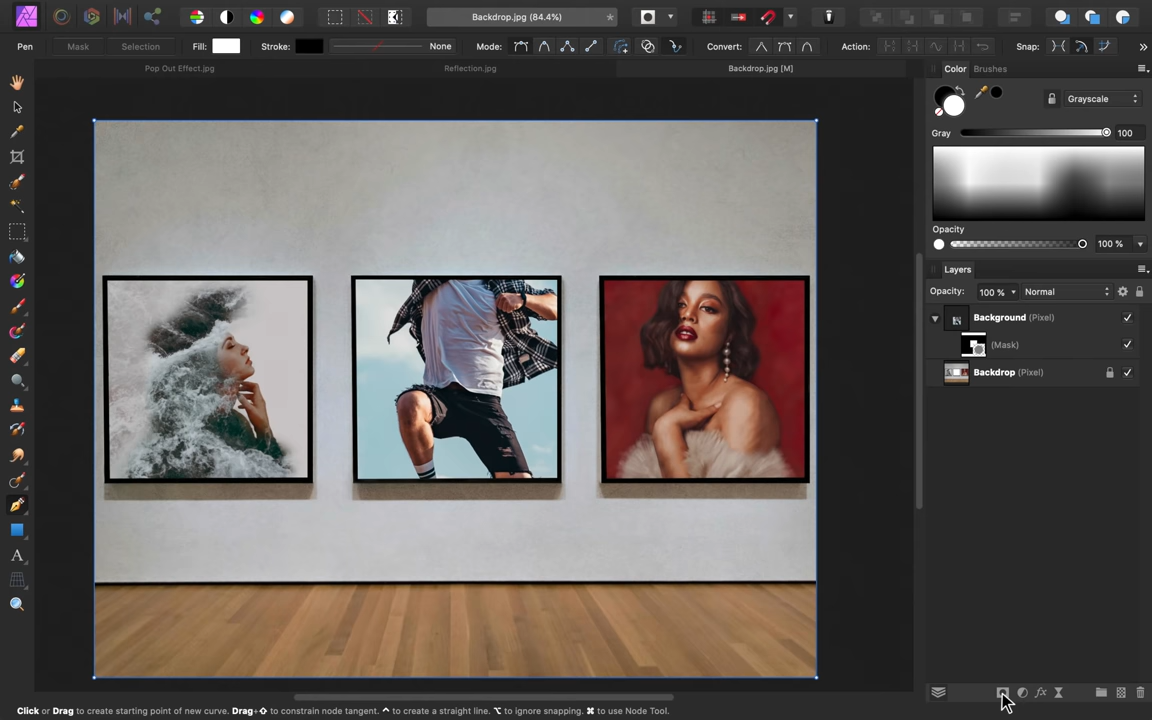 Backdrop.jpg (84.4%)
Pen Mask Selection Fill: Stroke: None Mode: Convert: Action: Snap:
Pop Out Effect.jpg Reflection.jpg Backdrop.jpg [M]
Color Brushes
Grayscale
Gray 100
Opacity
100 %
Layers
Opacity: 100 % Normal
Background (Pixel)
(Mask)
Backdrop (Pixel)
A
Click or Drag to create starting point of new curve. Drag+⇧ to constrain node tangent. ^ to create a straight line. ⌥ to ignore snapping. ⌘ to use Node Tool.